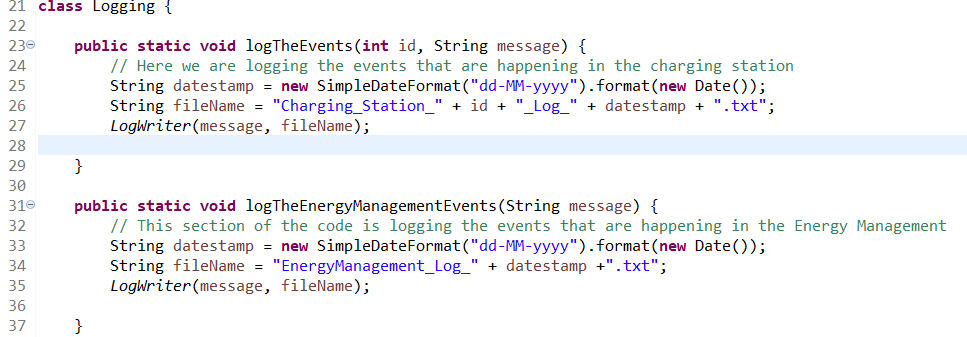 21 class Logging {
22
23 public static void logTheEvents(int id, String message) {
24 // Here we are logging the events that are happening in the charging station
25 String datestamp = new SimpleDateFormat("dd-MM-yyyy").format(new Date());
26 String fileName = "Charging_Station_" + id + "_Log_" + datestamp + ".txt";
27 LogWriter(message, fileName);
28
29 }
30
31 public static void logTheEnergyManagementEvents(String message) {
32 // This section of the code is logging the events that are happening in the Energy Management
33 String datestamp = new SimpleDateFormat("dd-MM-yyyy").format(new Date());
34 String fileName = "EnergyManagement_Log_" + datestamp +".txt";
35 LogWriter(message, fileName);
36
37 }